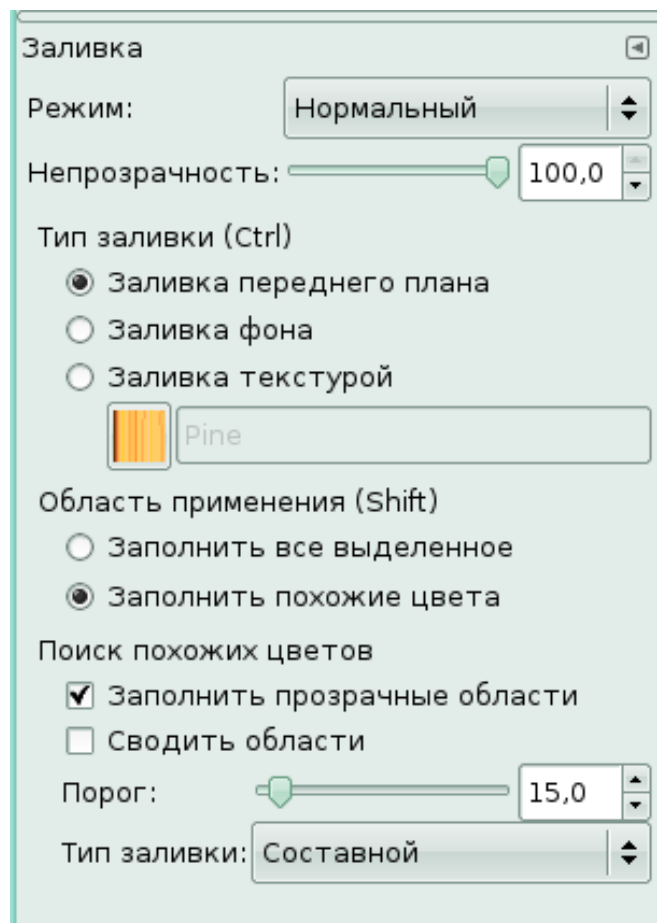 Заливка
Режим: Нормальный
Непрозрачность: 100,0
Тип заливки (Ctrl)
Заливка переднего плана
Заливка фона
Заливка текстурой
Pine
Область применения (Shift)
Заполнить все выделенное
Заполнить похожие цвета
Поиск похожих цветов
Заполнить прозрачные области
Сводить области
Порог: 15,0
Тип заливки: Составной